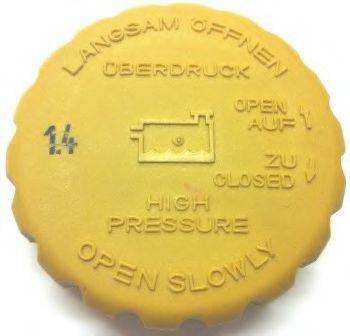 LANGSAM ÖFFNEN
ÜBERDRUCK
OPEN
AUF
1.4
ZU
CLOSED
HIGH
PRESSURE
OPEN SLOWLY